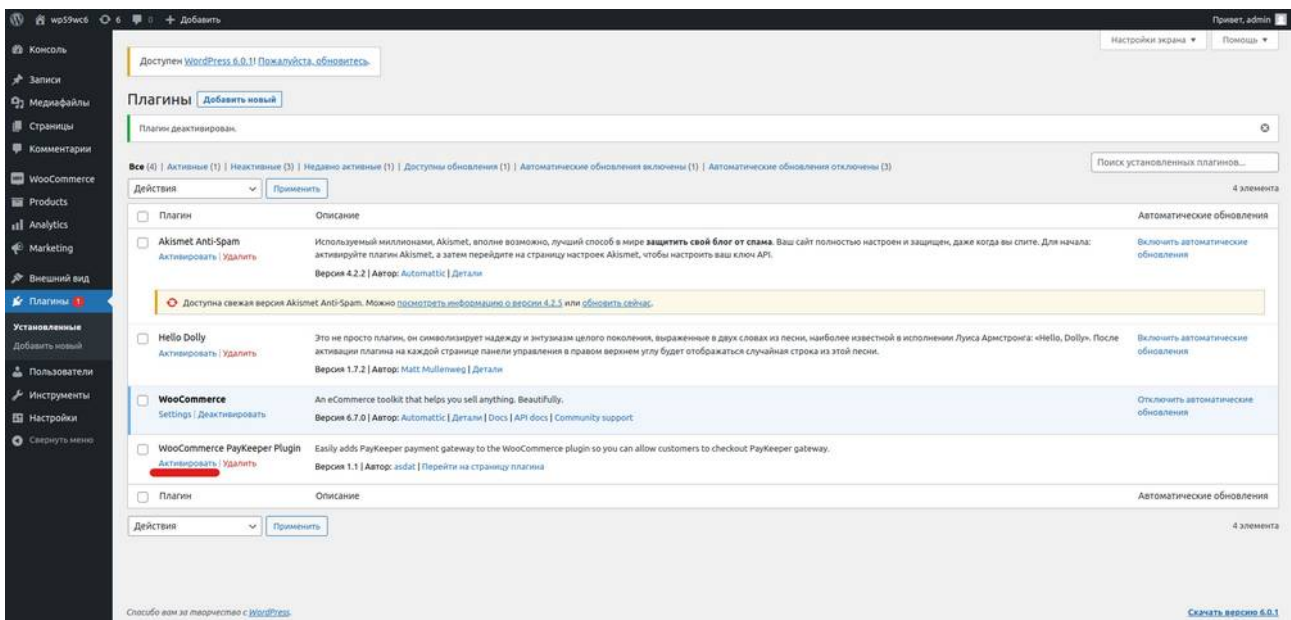 wp59wc6 6 0 Добавить Привет, admin
Настройки экрана Помощь
Консоль
Записи
Медиафайлы
Страницы
Комментарии
WooCommerce
Products
Analytics
Marketing
Внешний вид
Плагины 1
Установленные
Добавить новый
Пользователи
Инструменты
Настройки
Свернуть меню
Доступен WordPress 6.0.1! Пожалуйста, обновитесь.
Плагины Добавить новый
Плагин деактивирован.
Все (4) | Активные (1) | Неактивные (3) | Недавно активные (1) | Доступны обновления (1) | Автоматические обновления включены (1) | Автоматические обновления отключены (3)
Поиск установленных плагинов...
Действия Применить 4 элемента
Плагин Описание Автоматические обновления
Akismet Anti-Spam
Активировать | Удалить
Используемый миллионами, Akismet, вполне возможно, лучший способ в мире защитить свой блог от спама. Ваш сайт полностью настроен и защищен, даже когда вы спите. Для начала:
активируйте плагин Akismet, а затем перейдите на страницу настроек Akismet, чтобы настроить ваш ключ API.
Версия 4.2.2 | Автор: Automattic | Детали
Включить автоматические
обновления
Доступна свежая версия Akismet Anti-Spam. Можно посмотреть информацию о версии 4.2.5 или обновить сейчас.
Hello Dolly
Активировать | Удалить
Это не просто плагин, он символизирует надежду и энтузиазм целого поколения, выраженные в двух словах из песни, наиболее известной в исполнении Луиса Армстронга: «Hello, Dolly». После
активации плагина на каждой странице панели управления в правом верхнем углу будет отображаться случайная строка из этой песни.
Версия 1.7.2 | Автор: Matt Mullenweg | Детали
Включить автоматические
обновления
WooCommerce
Settings | Деактивировать
An eCommerce toolkit that helps you sell anything. Beautifully.
Версия 6.7.0 | Автор: Automattic | Детали | Docs | API docs | Community support
Отключить автоматические
обновления
WooCommerce PayKeeper Plugin
Активировать | Удалить
Easily adds PayKeeper payment gateway to the WooCommerce plugin so you can allow customers to checkout PayKeeper gateway.
Версия 1.1 | Автор: asdat | Перейти на страницу плагина
Плагин Описание Автоматические обновления
Действия Применить 4 элемента
Спасибо вам за творчество с WordPress.
Скачать версию 6.0.1